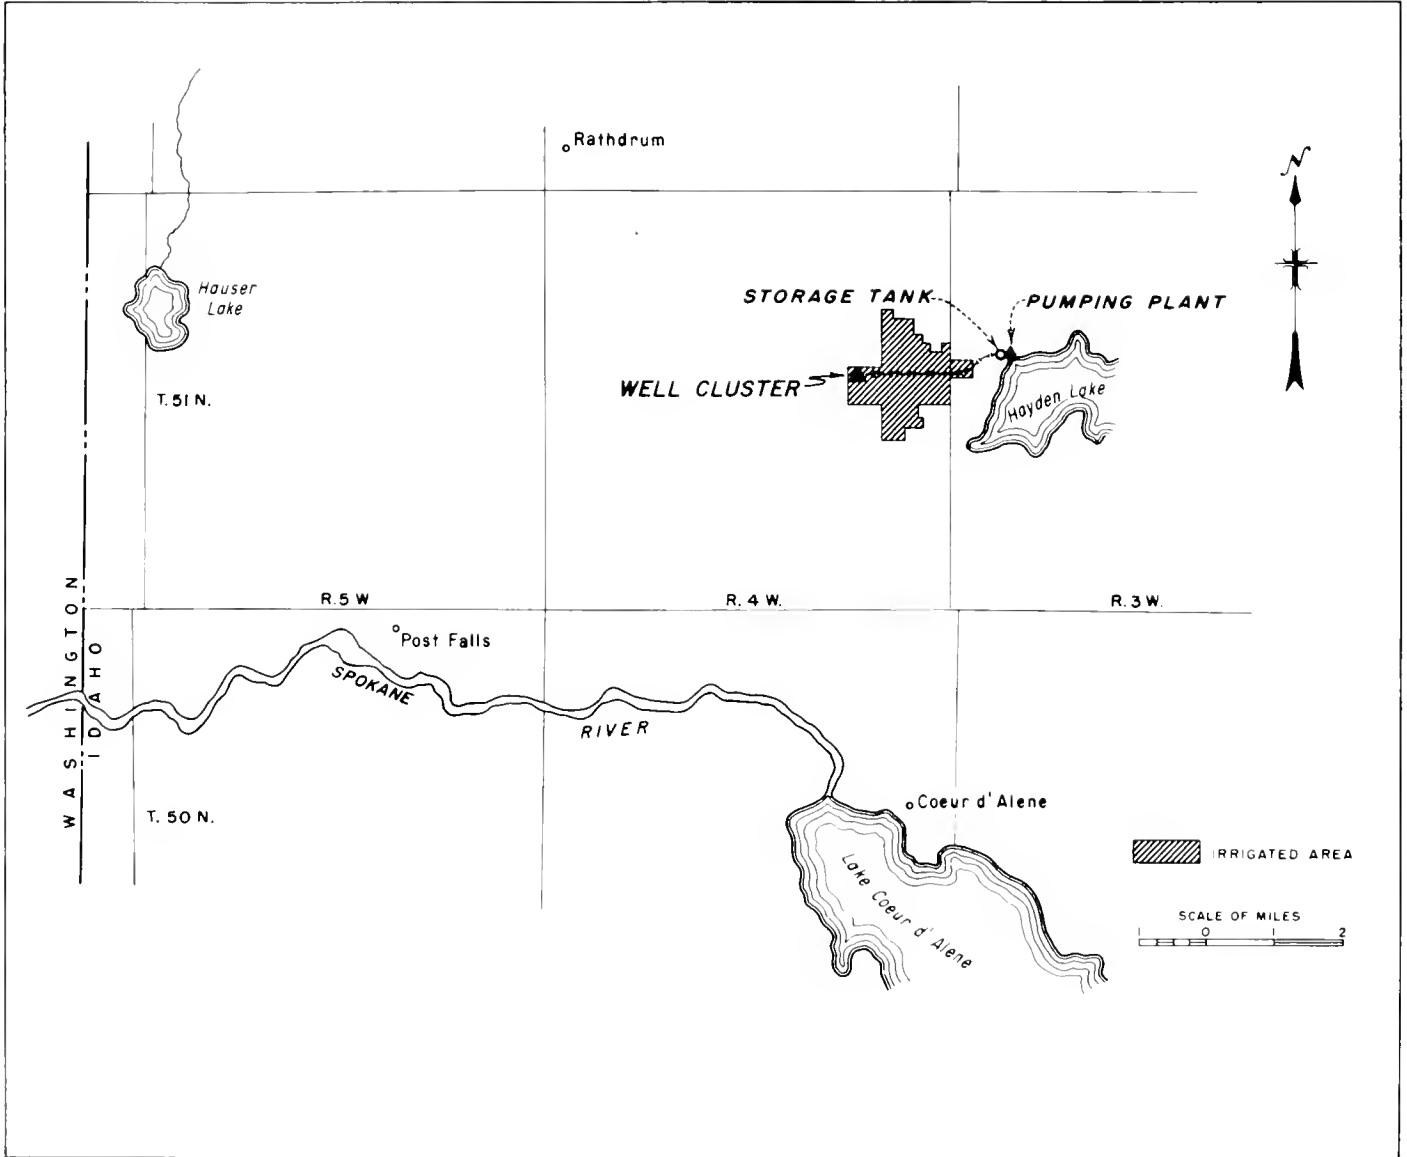 Rathdrum
N
Hauser
Lake
STORAGE TANK
PUMPING PLANT
WELL CLUSTER
Hayden Lake
T. 51 N.
R. 5 W
R. 4 W.
R. 3 W.
WASHINGTON
IDAHO
Post Falls
SPOKANE
RIVER
T. 50 N.
Coeur d'Alene
Lake Coeur d'Alene
IRRIGATED AREA
SCALE OF MILES
1 0 1 2